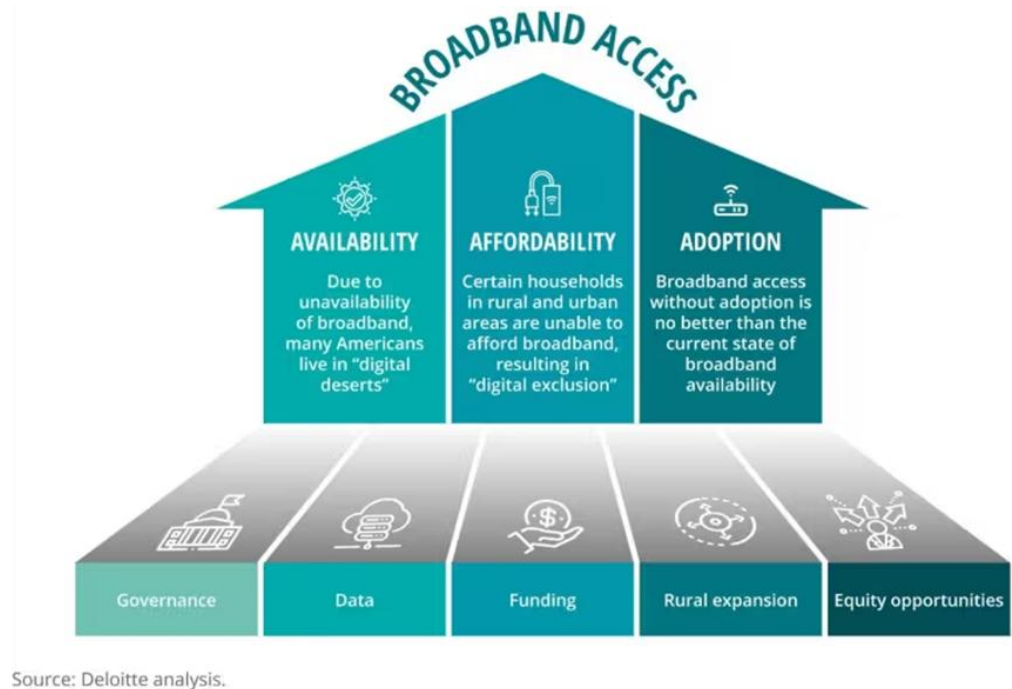 BROADBAND ACCESS
AVAILABILITY
Due to
unavailability
of broadband,
many Americans
live in “digital
deserts”
AFFORDABILITY
Certain households
in rural and urban
areas are unable to
afford broadband,
resulting in
“digital exclusion”
ADOPTION
Broadband access
without adoption is
no better than the
current state of
broadband
availability
$
Governance
Data
Funding
Rural expansion
Equity opportunities
Source: Deloitte analysis.